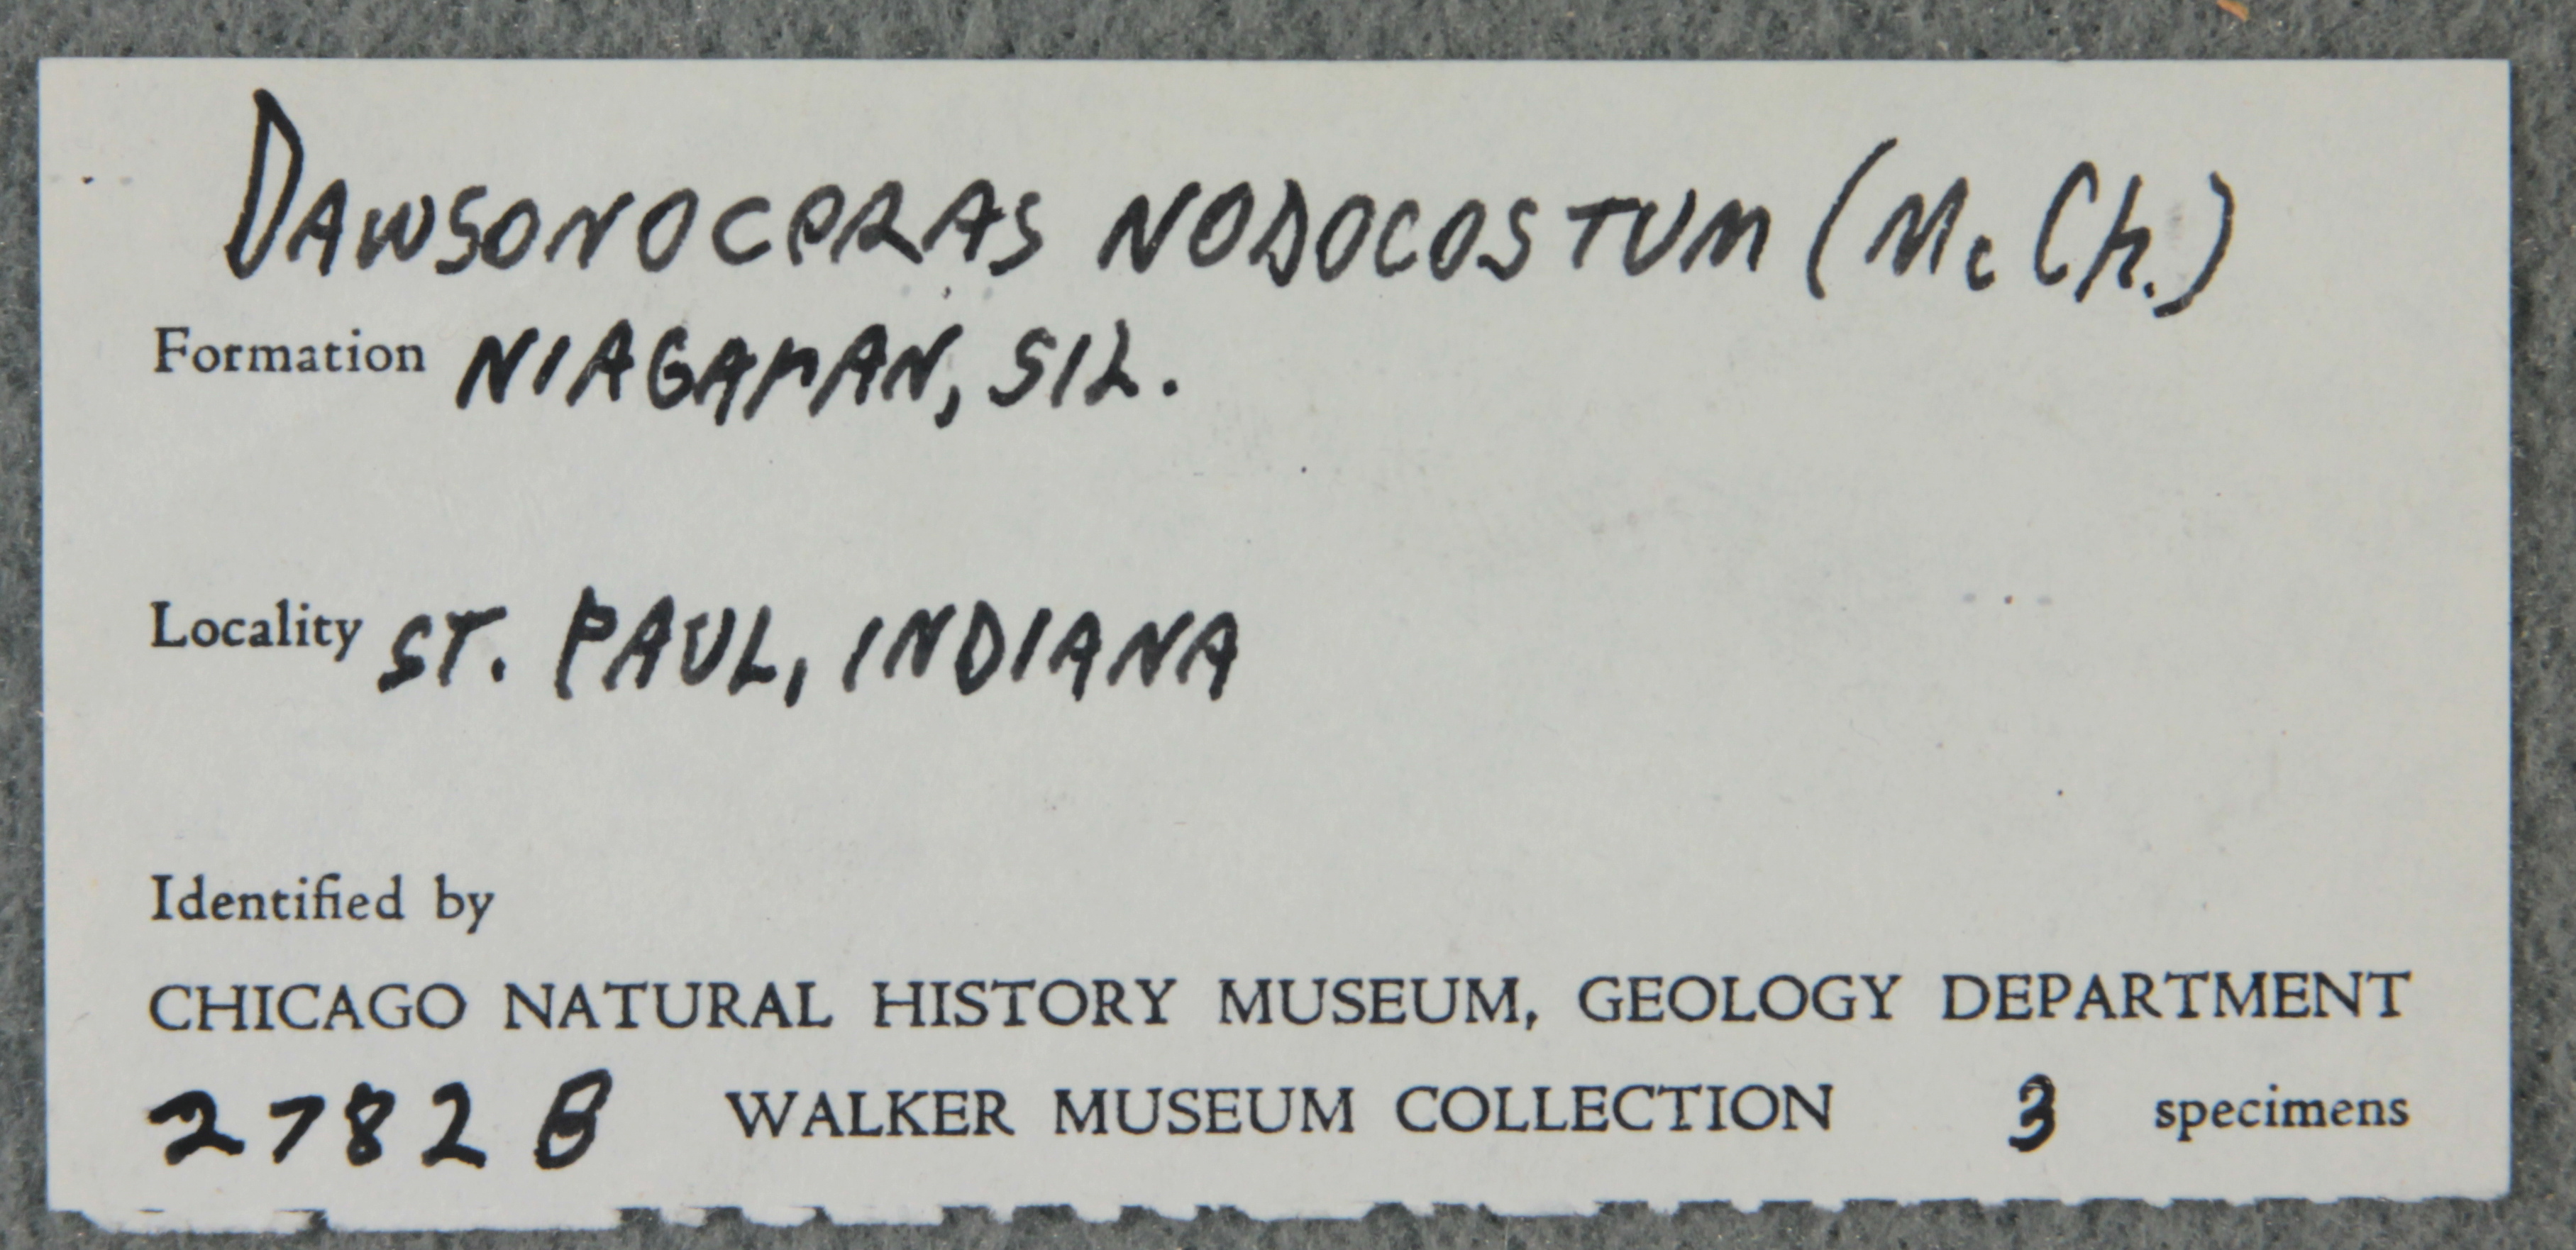 DAWSONOCERAS NODOCOSTUM (McCh.)
Formation NIAGARAN, SIL.
Locality ST. PAUL, INDIANA
Identified by
CHICAGO NATURAL HISTORY MUSEUM, GEOLOGY DEPARTMENT
27828 WALKER MUSEUM COLLECTION 3 specimens